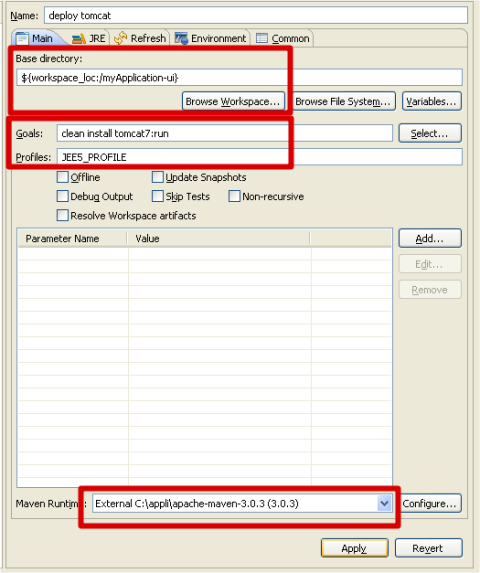 Name: deploy tomcat
Main JRE Refresh Environment Common
Base directory:
${workspace_loc:/myApplication-ui}
Browse Workspace... Browse File System... Variables...
Goals: clean install tomcat7:run Select...
Profiles: JEE5_PROFILE
Offline Update Snapshots
Debug Output Skip Tests Non-recursive
Resolve Workspace artifacts
Parameter Name Value Add...
Edit...
Remove
Maven Runtime: External C:\appli\apache-maven-3.0.3 (3.0.3) Configure...
Apply Revert